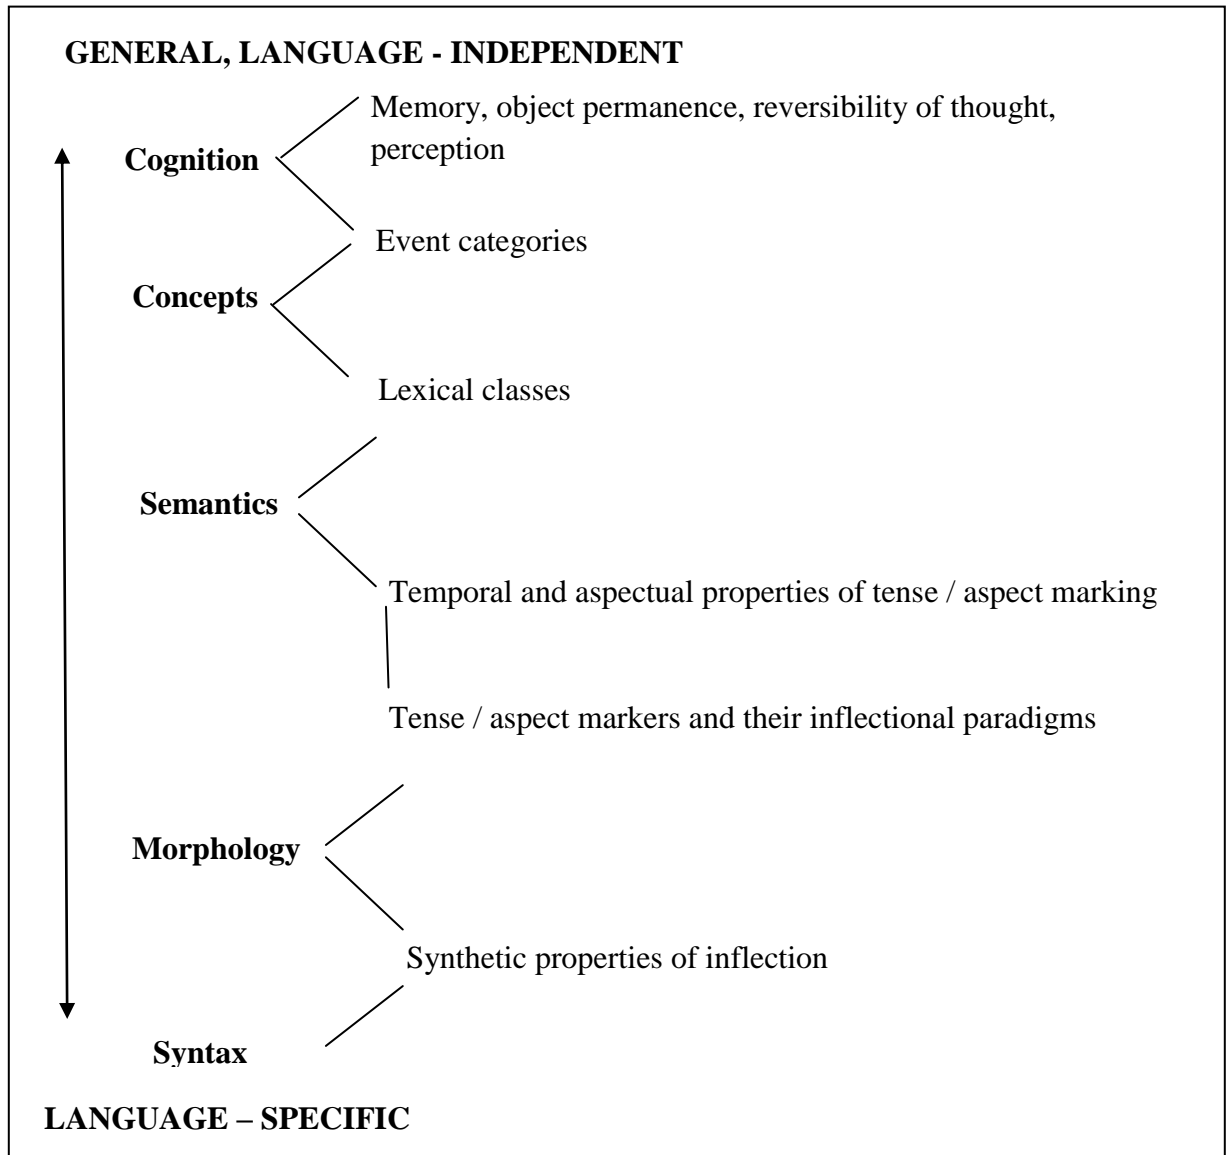 GENERAL, LANGUAGE - INDEPENDENT
Memory, object permanence, reversibility of thought,
perception
Cognition
Event categories
Concepts
Lexical classes
Semantics
Temporal and aspectual properties of tense / aspect marking
Tense / aspect markers and their inflectional paradigms
Morphology
Synthetic properties of inflection
Syntax
LANGUAGE – SPECIFIC